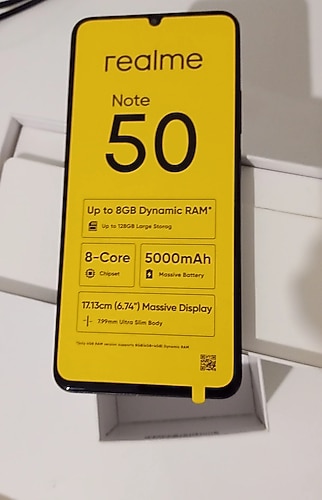 realme
Note
50
Up to 8GB Dynamic RAM*
Up to 128GB Large Storag
8-Core
Chipset
5000mAh
Massive Battery
17.13cm (6.74") Massive Display
7.99mm Ultra Slim Body